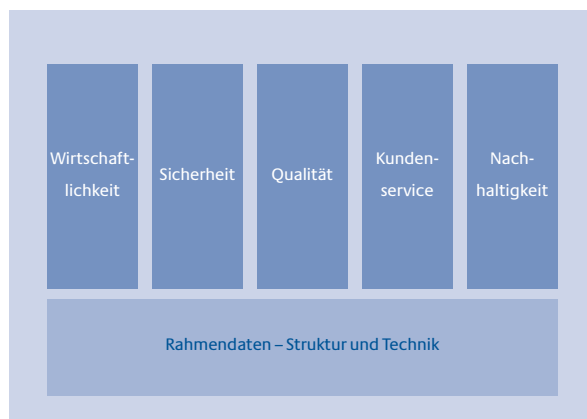 Wirtschaft-
lichkeit
Sicherheit
Qualität
Kunden-
service
Nach-
haltigkeit
Rahmendaten – Struktur und Technik